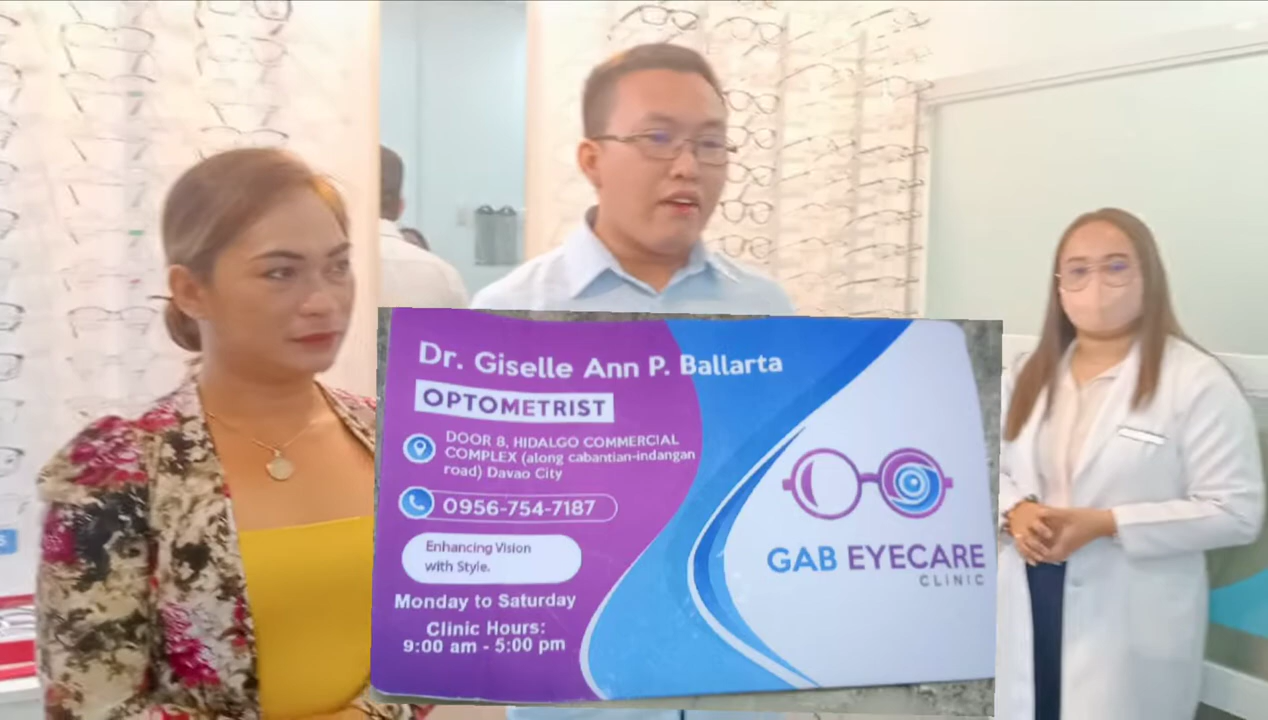 Dr. Giselle Ann P. Ballarta
OPTOMETRIST
DOOR 8, HIDALGO COMMERCIAL
COMPLEX (along cabantian-indangan
road) Davao City
0956-754-7187
Enhancing Vision
with Style.
Monday to Saturday
Clinic Hours:
9:00 am - 5:00 pm
GAB EYECARE
CLINIC